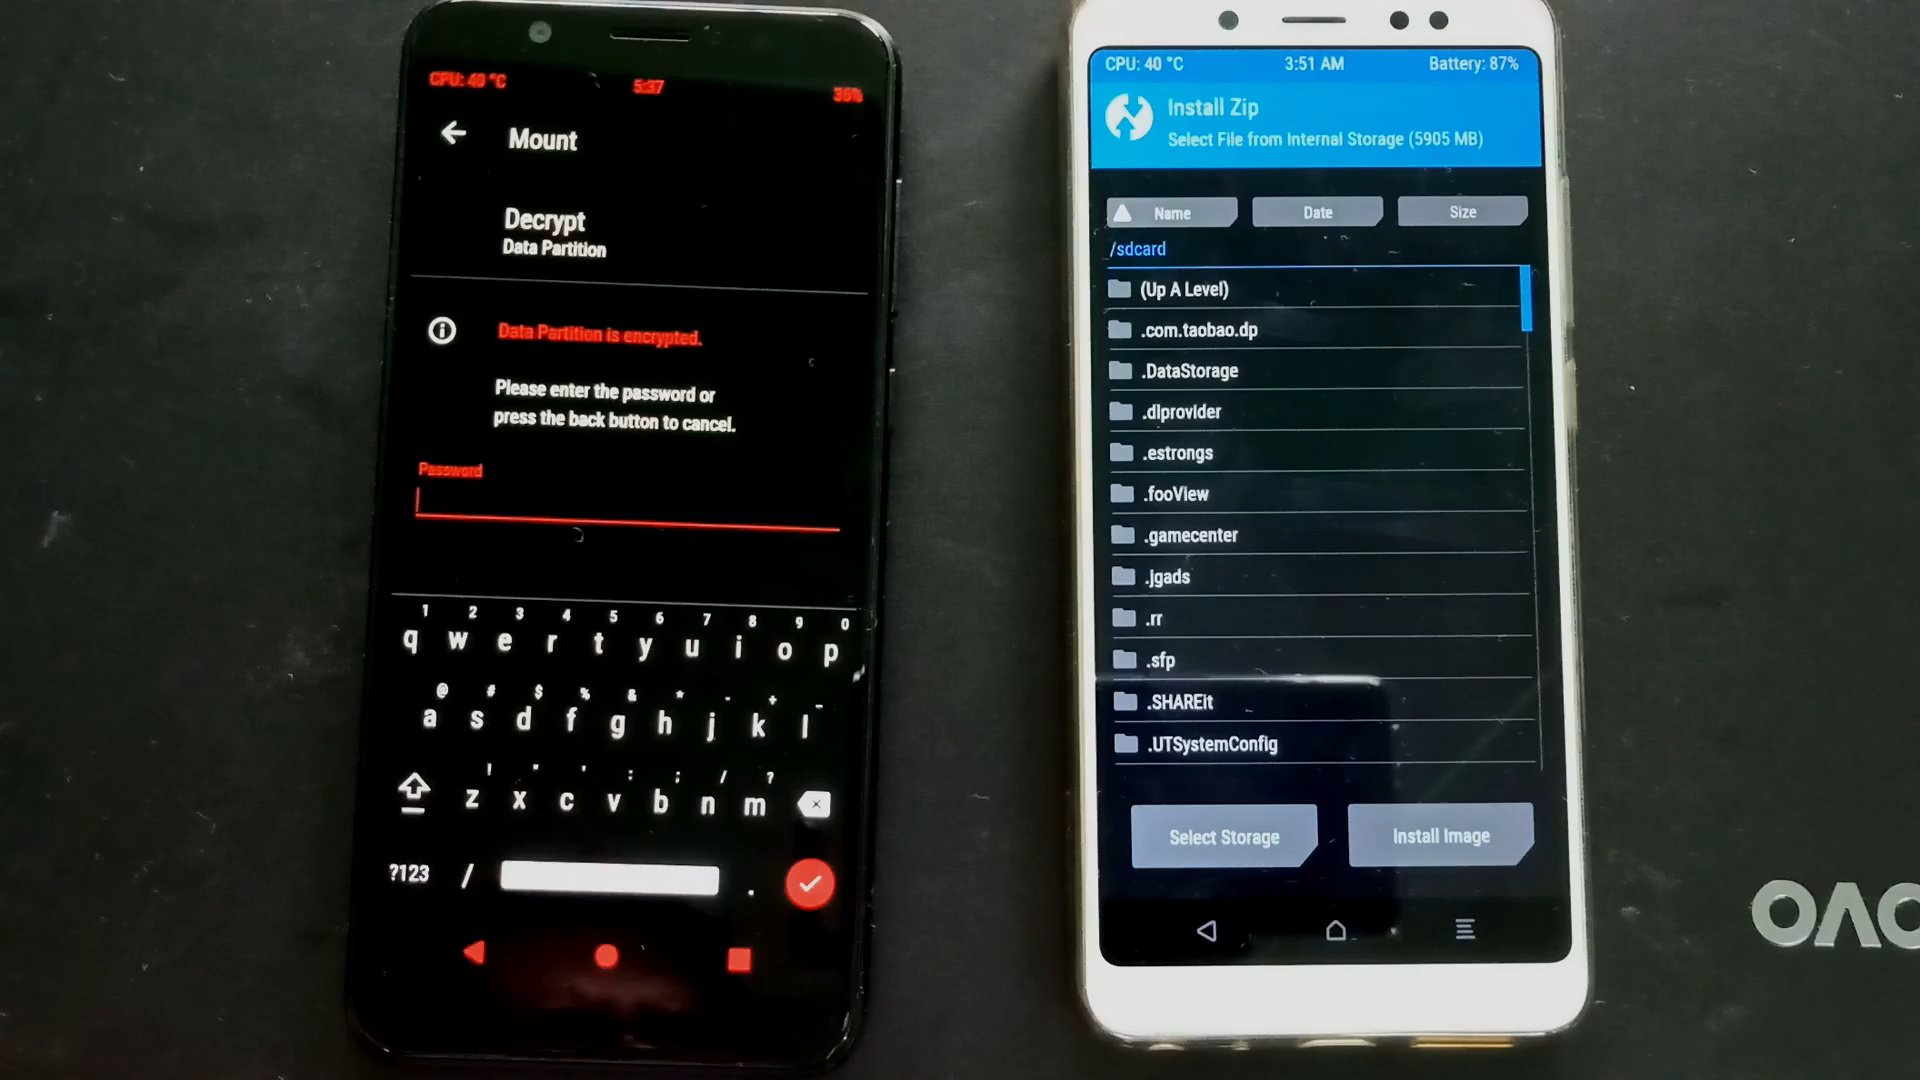 CPU: 40 °C 5:37 36%
Mount
Decrypt
Data Partition
Data Partition is encrypted.
Please enter the password or
press the back button to cancel.
Password
1 2 3 4 5 6 7 8 9 0
q w e r t y u i o p
@ # $ % & * - + _
a s d f g h j k l
! " ' : ; / ?
z x c v b n m
?123 / .
CPU: 40 °C 3:51 AM Battery: 87%
Install Zip
Select File from Internal Storage (5905 MB)
Name Date Size
/sdcard
(Up A Level)
.com.taobao.dp
.DataStorage
.dlprovider
.estrongs
.fooView
.gamecenter
.jgads
.rr
.sfp
.SHAREit
.UTSystemConfig
Select Storage Install Image